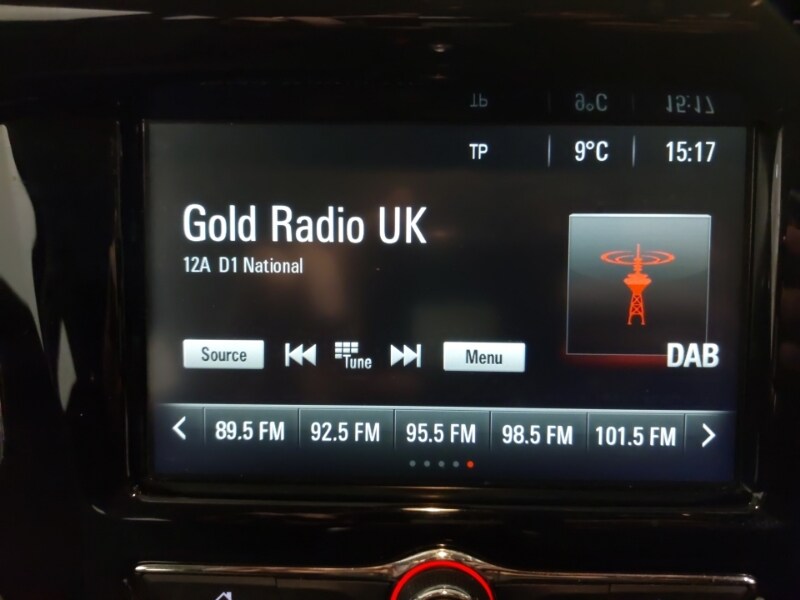 TP 9°C 15:17
Gold Radio UK
12A D1 National
Source Tune Menu
DAB
89.5 FM 92.5 FM 95.5 FM 98.5 FM 101.5 FM